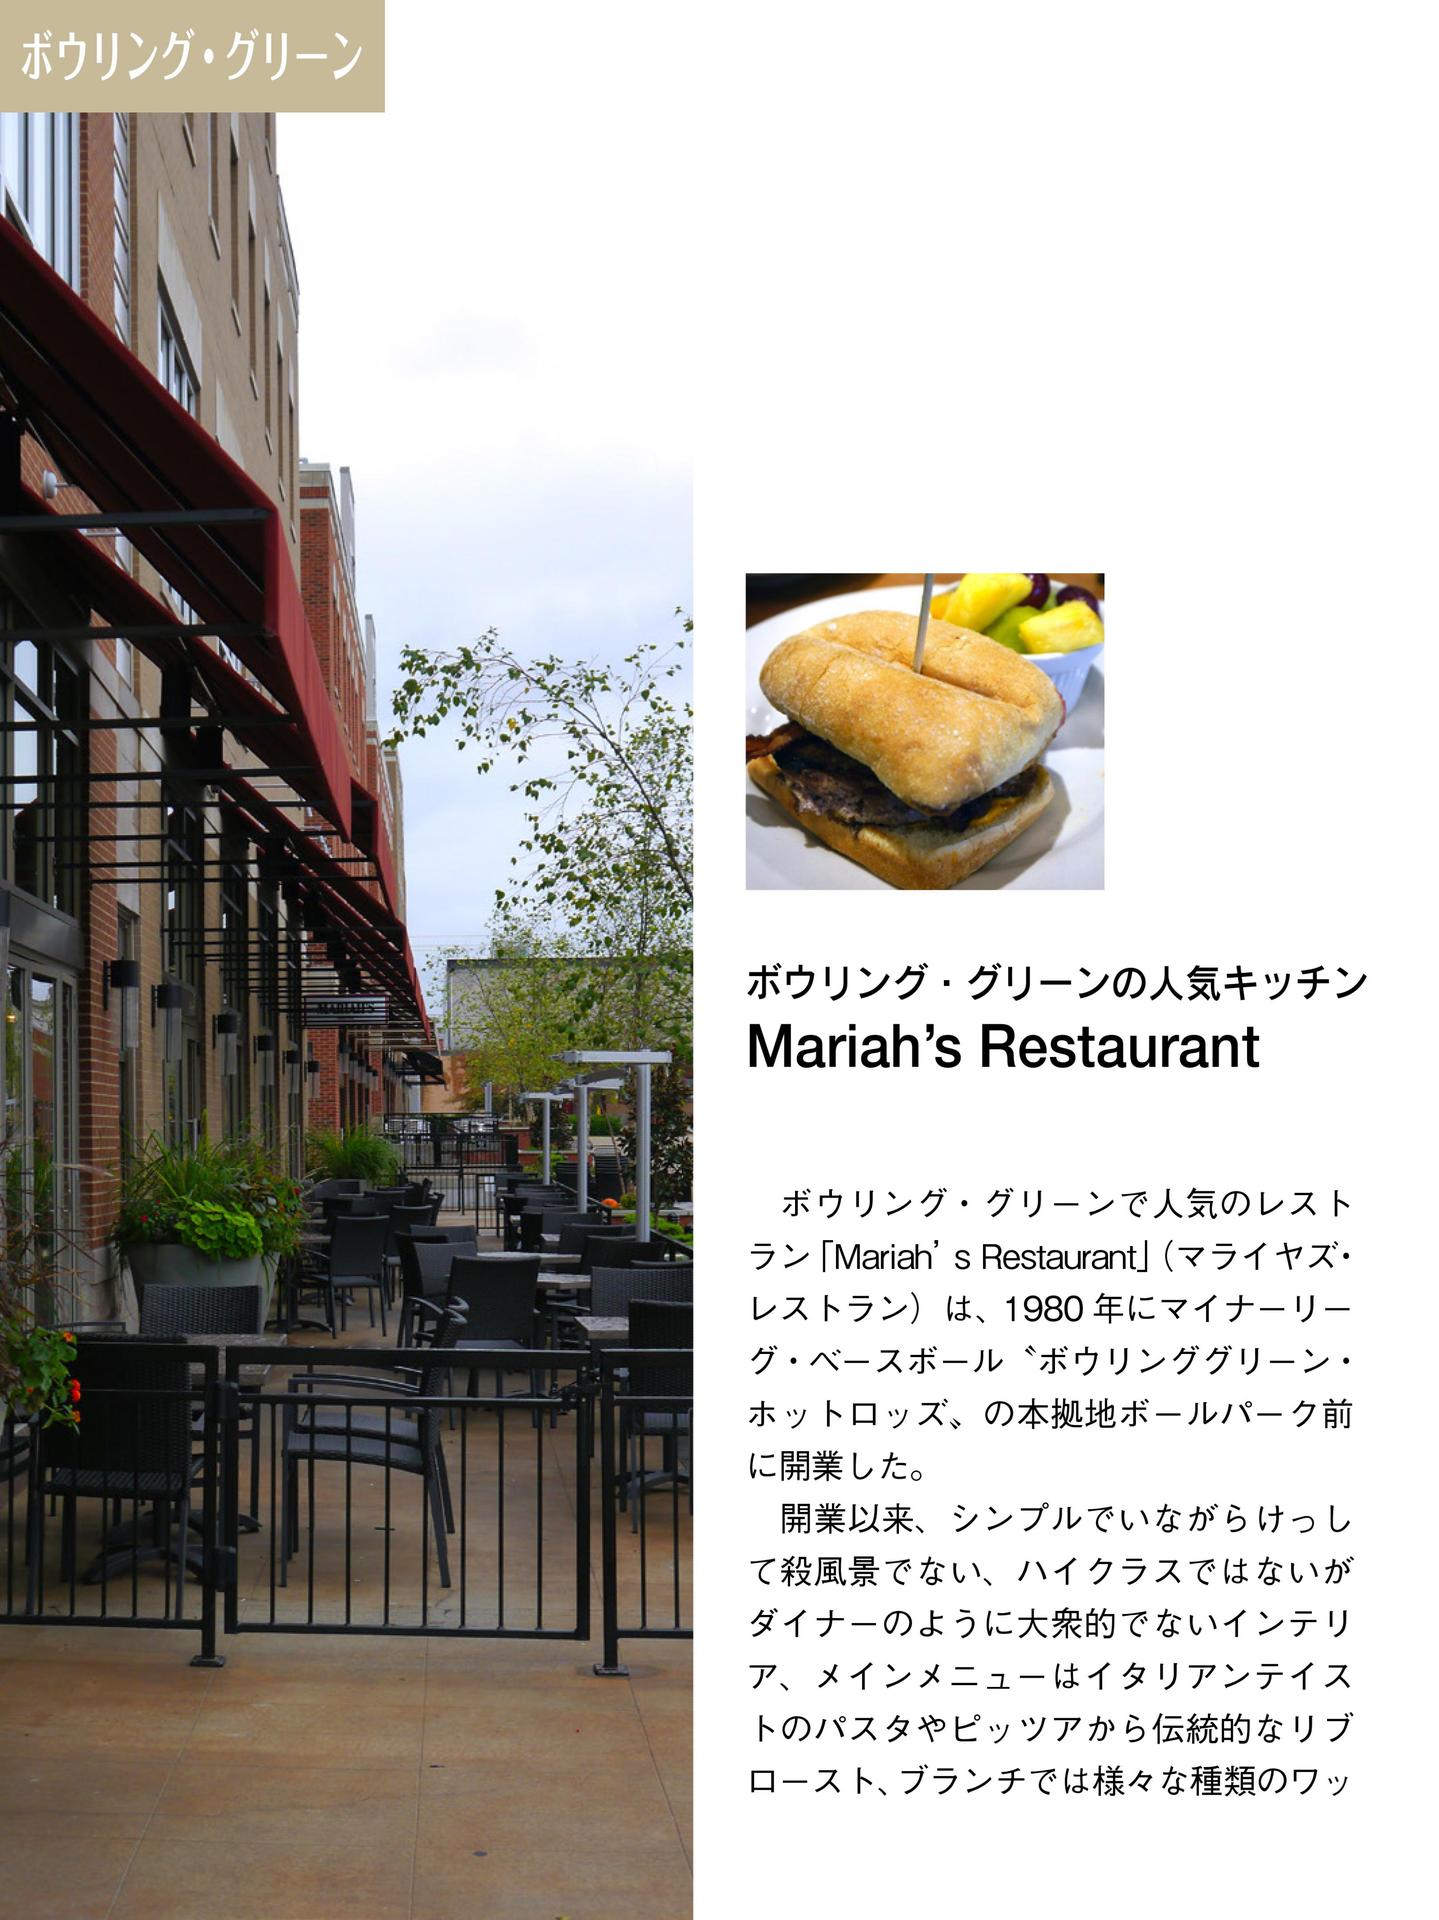 ボウリング・グリーン
ボウリング・グリーンの人気キッチン
Mariah’s Restaurant
ボウリング・グリーンで人気のレスト
ラン「Mariah’s Restaurant」（マライヤズ・
レストラン）は、1980 年にマイナーリー
グ・ベースボール〝ボウリンググリーン・
ホットロッズ〟の本拠地ボールパーク前
に開業した。
開業以来、シンプルでいながらけっし
て殺風景でない、ハイクラスではないが
ダイナーのように大衆的でないインテリ
ア、メインメニューはイタリアンテイス
トのパスタやピッツアから伝統的なリブ
ロースト、ブランチでは様々な種類のワッ